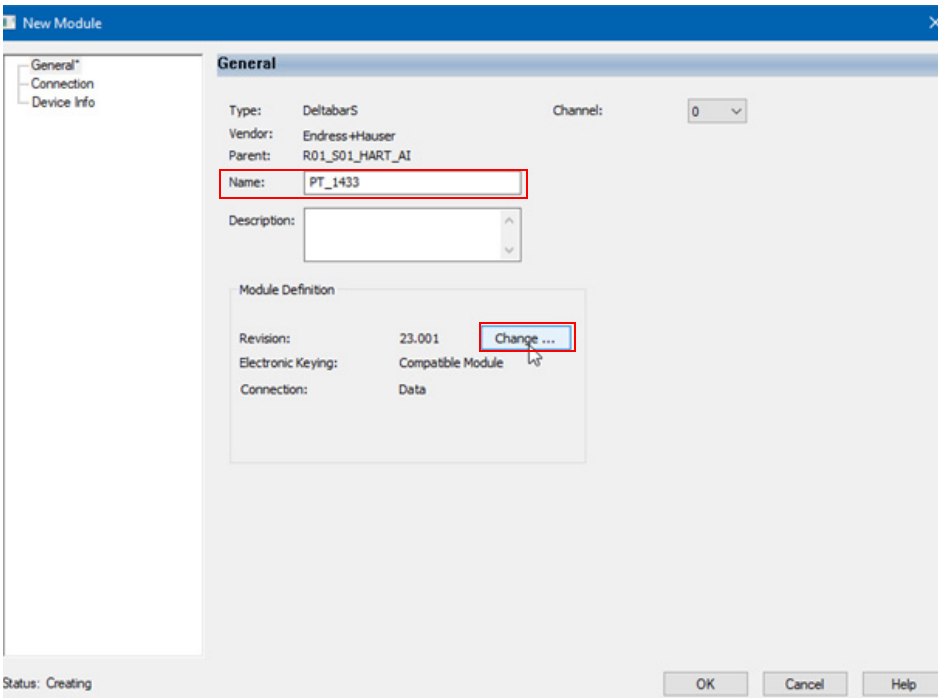 New Module
General*
Connection
Device Info
General
Type: DeltabarS Channel: 0
Vendor: Endress+Hauser
Parent: R01_S01_HART_AI
Name: PT_1433
Description:
Module Definition
Revision: 23.001 Change ...
Electronic Keying: Compatible Module
Connection: Data
Status: Creating OK Cancel Help